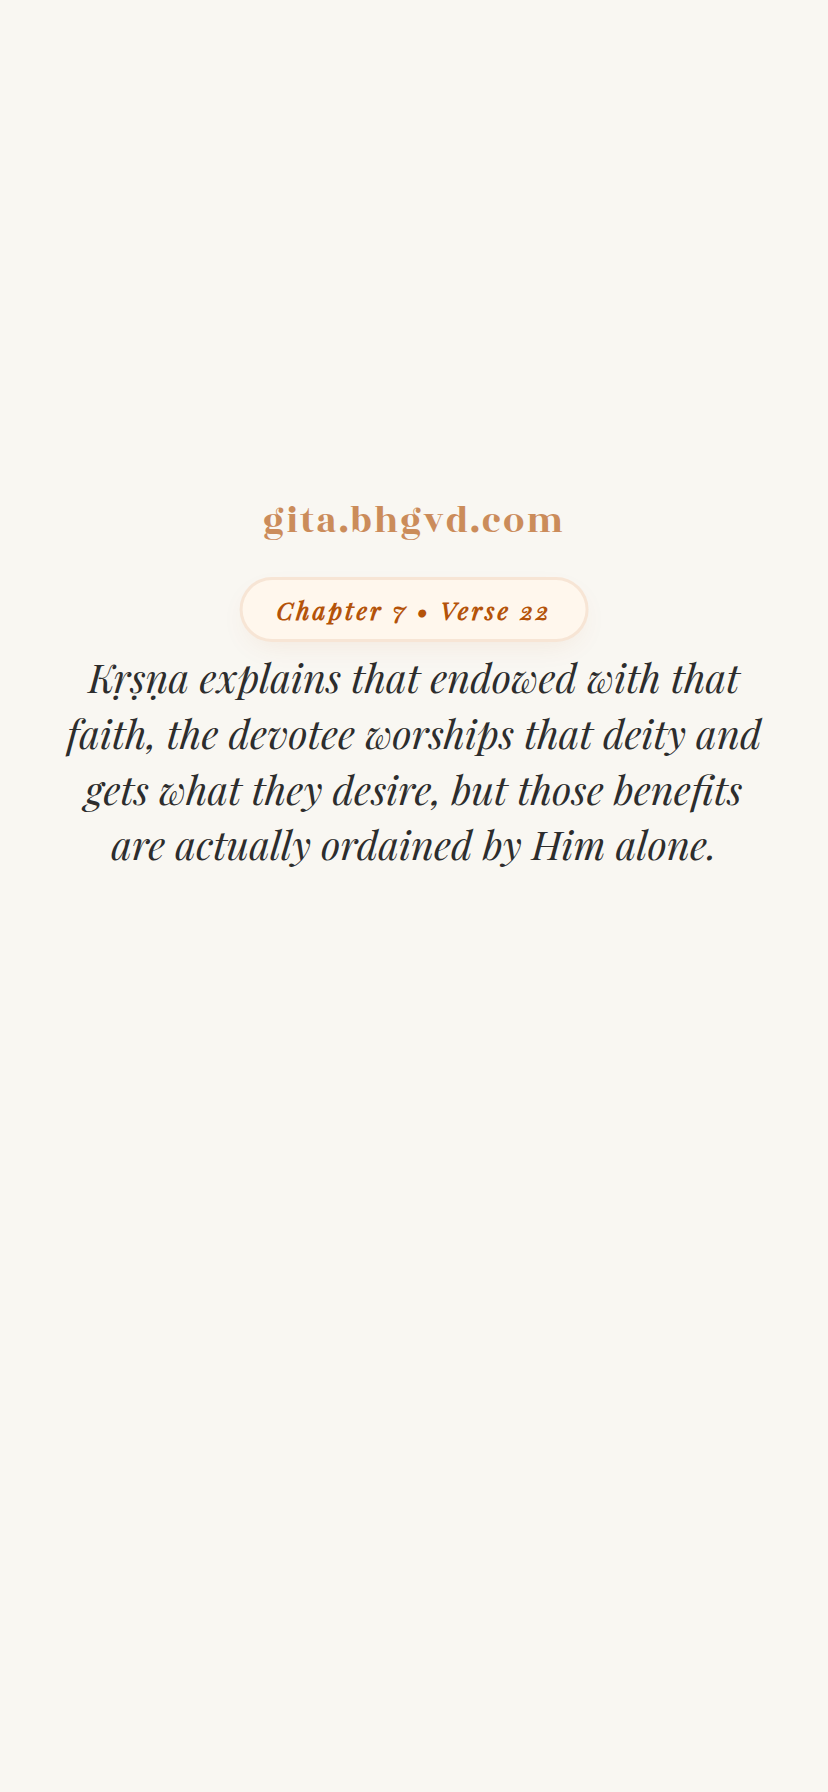 gita.bhgvd.com
Chapter 7 • Verse 22
Kṛṣṇa explains that endowed with that
faith, the devotee worships that deity and
gets what they desire, but those benefits
are actually ordained by Him alone.